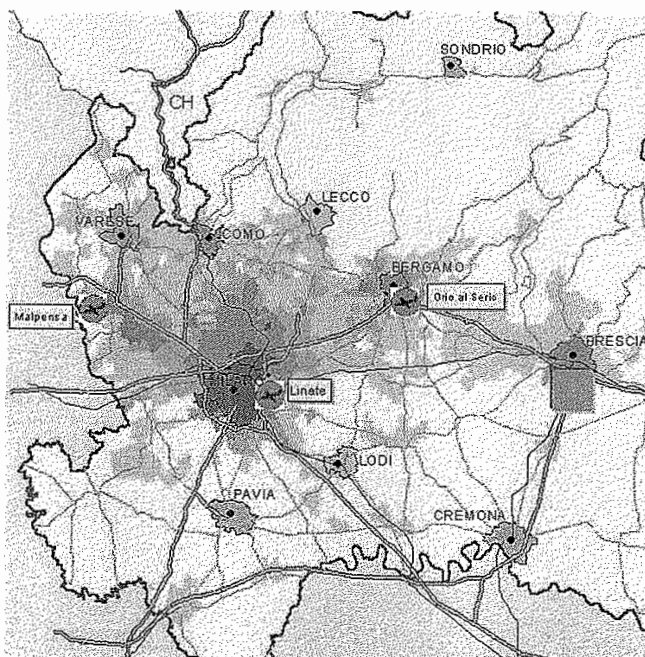 SONDRIO
CH
LECCO
VARESE
COMO
BERGAMO
Orio al Serio
Malpensa
BRESCIA
Linate
LODI
PAVIA
CREMONA